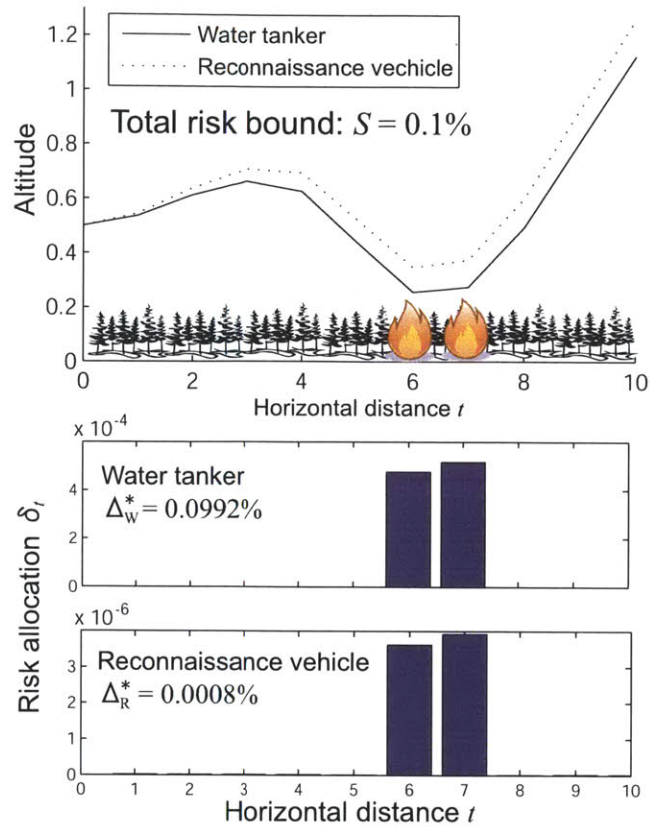 1.2
Water tanker
Reconnaissance vechicle
1
Total risk bound: S = 0.1%
0.8
Altitude
0.6
0.4
0.2
0
0 2 4 6 8 10
Horizontal distance t
x 10⁻⁴
Water tanker
Δ*W = 0.0992%
4
2
0
Risk allocation δt
x 10⁻⁶
Reconnaissance vehicle
Δ*R = 0.0008%
3
2
1
0
0 1 2 3 4 5 6 7 8 9 10
Horizontal distance t